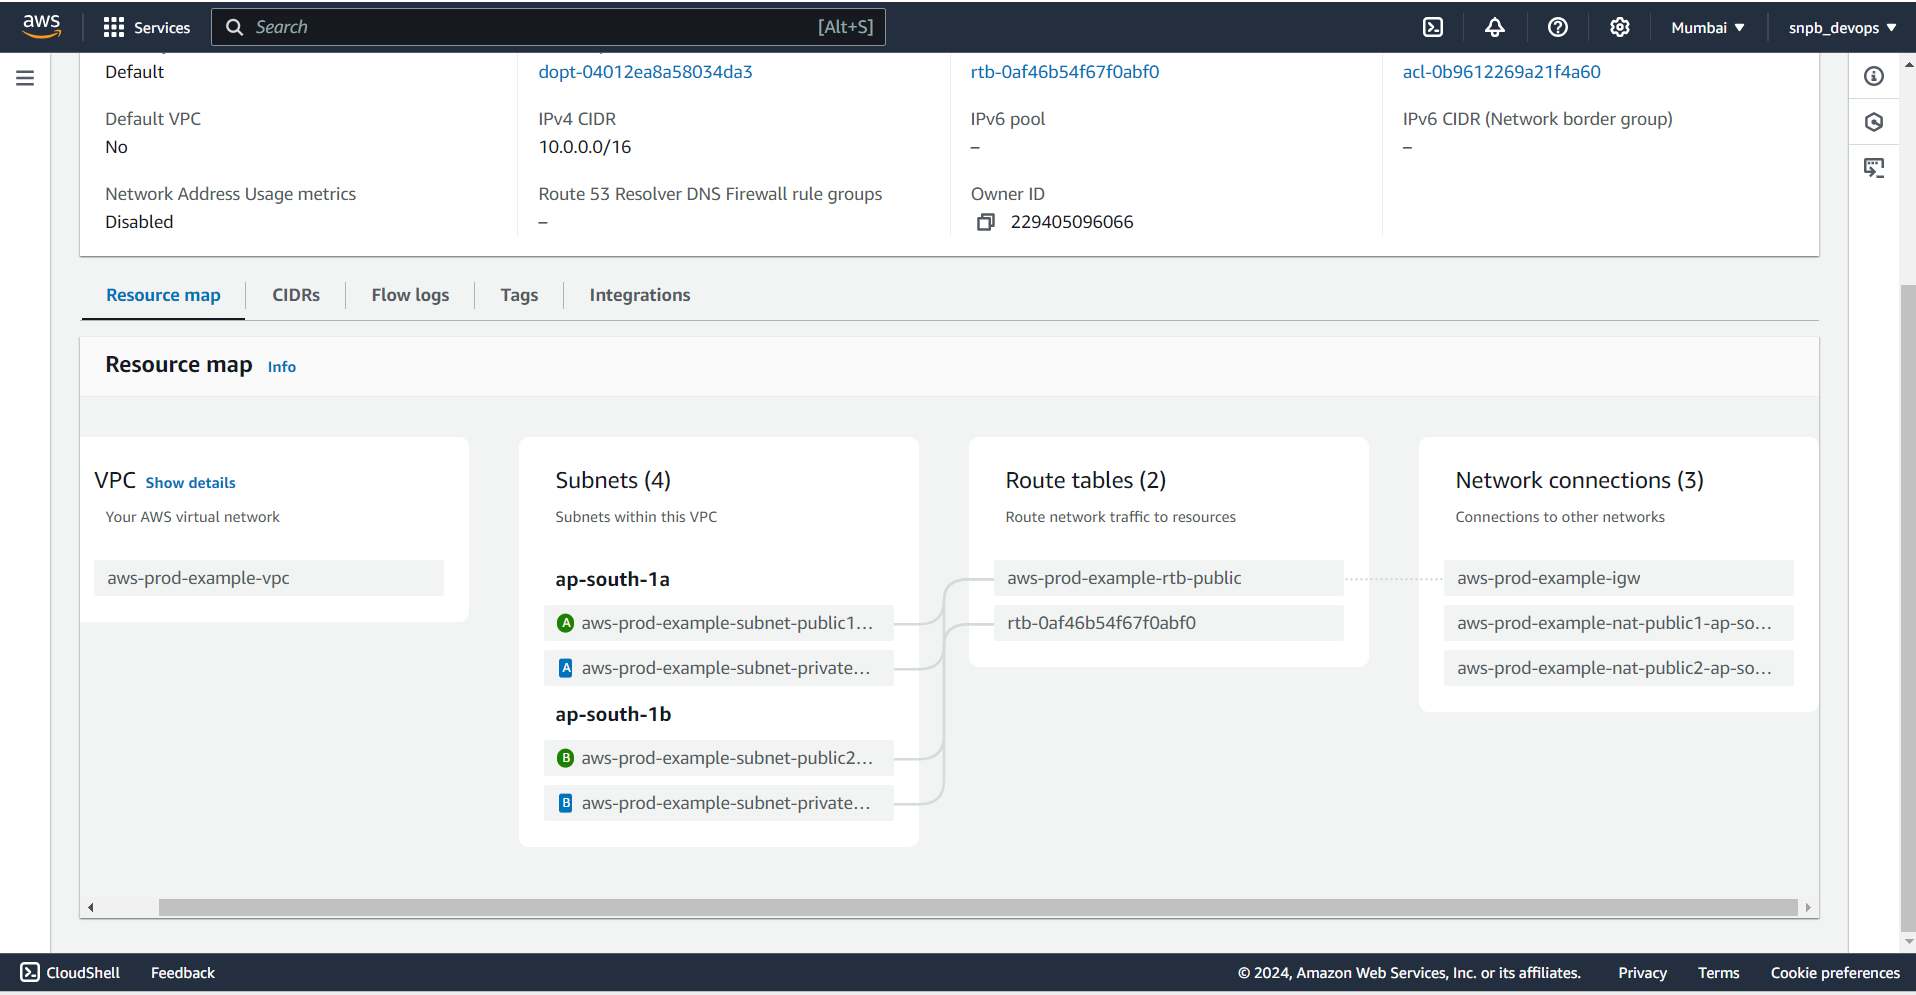 aws
Services
Search
[Alt+S]
Mumbai
snpb_devops
Default
dopt-04012ea8a58034da3
rtb-0af46b54f67f0abf0
acl-0b9612269a21f4a60
Default VPC
IPv4 CIDR
IPv6 pool
IPv6 CIDR (Network border group)
No
10.0.0.0/16
–
–
Network Address Usage metrics
Route 53 Resolver DNS Firewall rule groups
Owner ID
Disabled
–
229405096066
Resource map
CIDRs
Flow logs
Tags
Integrations
Resource map Info
VPC Show details
Your AWS virtual network
aws-prod-example-vpc
Subnets (4)
Subnets within this VPC
ap-south-1a
A aws-prod-example-subnet-public1...
A aws-prod-example-subnet-private...
ap-south-1b
B aws-prod-example-subnet-public2...
B aws-prod-example-subnet-private...
Route tables (2)
Route network traffic to resources
aws-prod-example-rtb-public
rtb-0af46b54f67f0abf0
Network connections (3)
Connections to other networks
aws-prod-example-igw
aws-prod-example-nat-public1-ap-so...
aws-prod-example-nat-public2-ap-so...
CloudShell
Feedback
© 2024, Amazon Web Services, Inc. or its affiliates.
Privacy
Terms
Cookie preferences